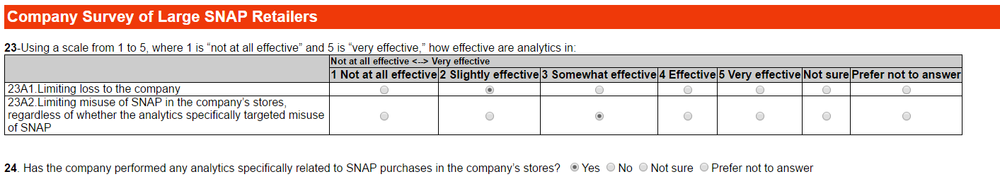 Company Survey of Large SNAP Retailers
23-Using a scale from 1 to 5, where 1 is “not at all effective” and 5 is “very effective,” how effective are analytics in:
Not at all effective <--> Very effective
1 Not at all effective 2 Slightly effective 3 Somewhat effective 4 Effective 5 Very effective Not sure Prefer not to answer
23A1.Limiting loss to the company
23A2.Limiting misuse of SNAP in the company’s stores,
regardless of whether the analytics specifically targeted misuse
of SNAP
24. Has the company performed any analytics specifically related to SNAP purchases in the company’s stores? Yes No Not sure Prefer not to answer